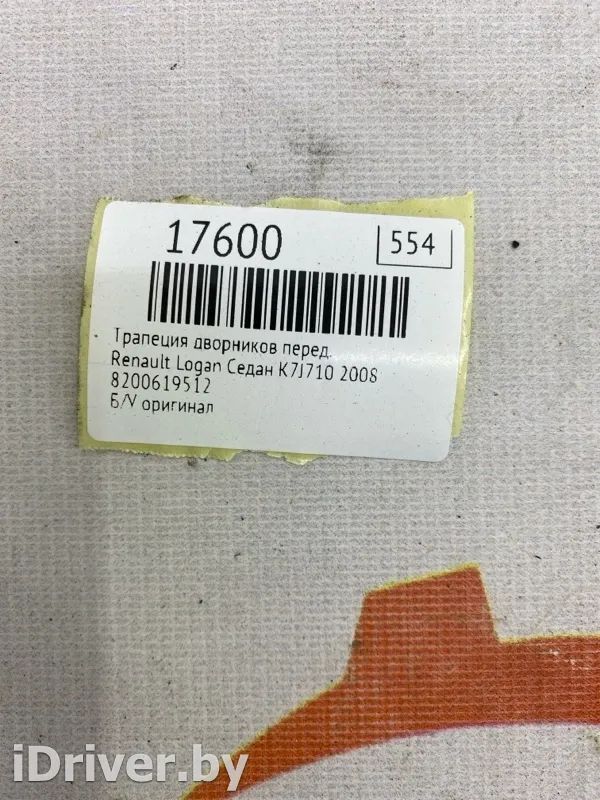 17600
554
Трапеция дворников перед.
Renault Logan Седан K7J710 2008
8200619512
Б/У оригинал
iDriver.by